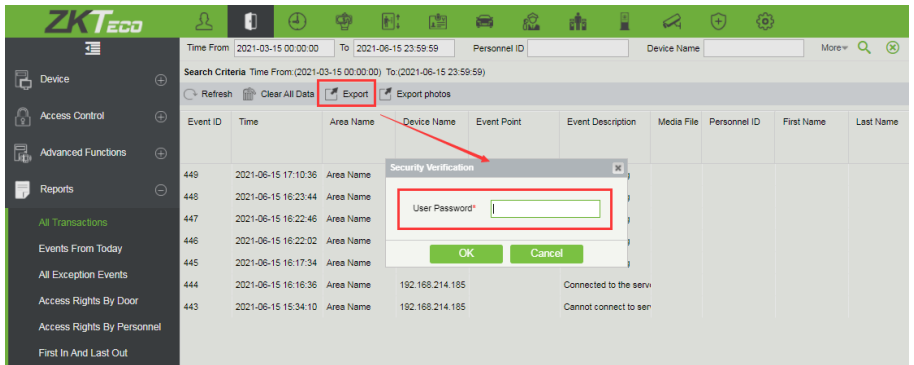 ZKTeco
Time From 2021-03-15 00:00:00 To 2021-06-15 23:59:59 Personnel ID Device Name More
Search Criteria Time From:(2021-03-15 00:00:00) To:(2021-06-15 23:59:59)
Refresh Clear All Data Export Export photos
Event ID Time Area Name Device Name Event Point Event Description Media File Personnel ID First Name Last Name
Device
Access Control
Advanced Functions
Reports
All Transactions
Events From Today
All Exception Events
Access Rights By Door
Access Rights By Personnel
First In And Last Out
449 2021-06-15 17:10:36 Area Name
448 2021-06-15 16:23:44 Area Name
447 2021-06-15 16:22:46 Area Name
446 2021-06-15 16:22:02 Area Name
445 2021-06-15 16:17:34 Area Name
444 2021-06-15 16:16:36 Area Name 192.168.214.185 Connected to the serv
443 2021-06-15 15:34:10 Area Name 192.168.214.185 Cannot connect to ser
Security Verification
User Password*
OK Cancel